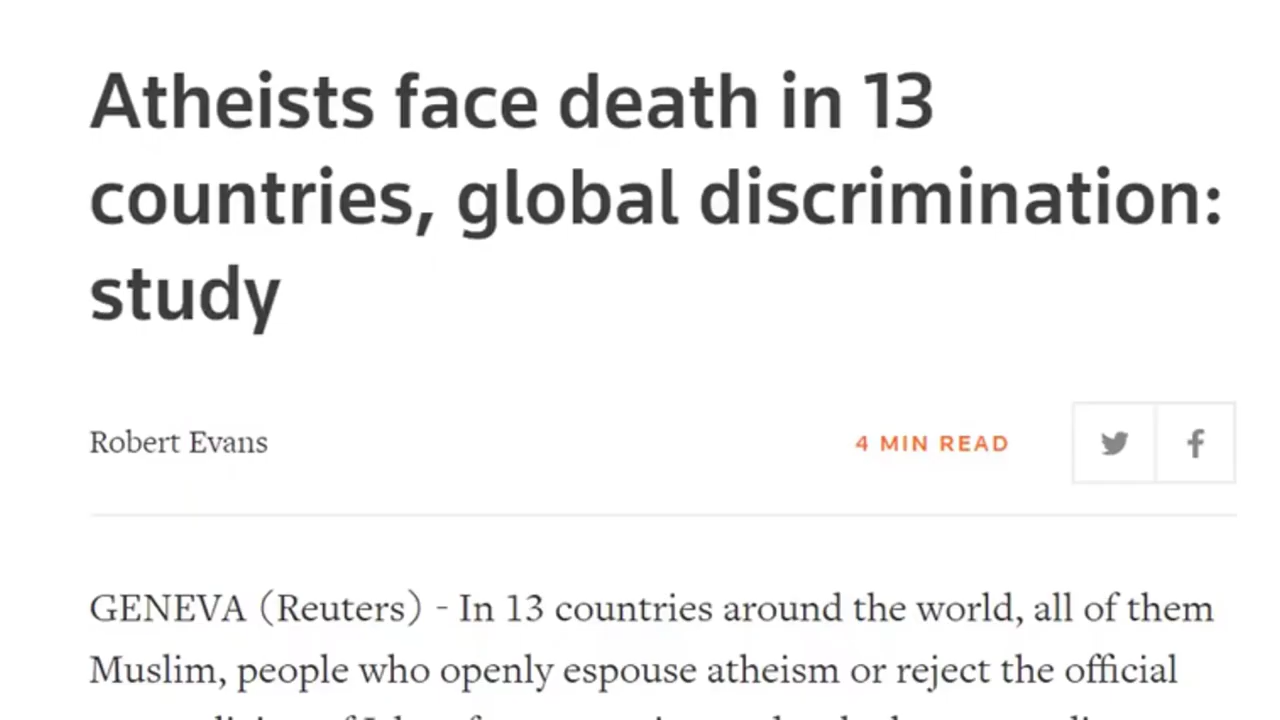 Atheists face death in 13
countries, global discrimination:
study
Robert Evans
4 MIN READ
GENEVA (Reuters) - In 13 countries around the world, all of them
Muslim, people who openly espouse atheism or reject the official